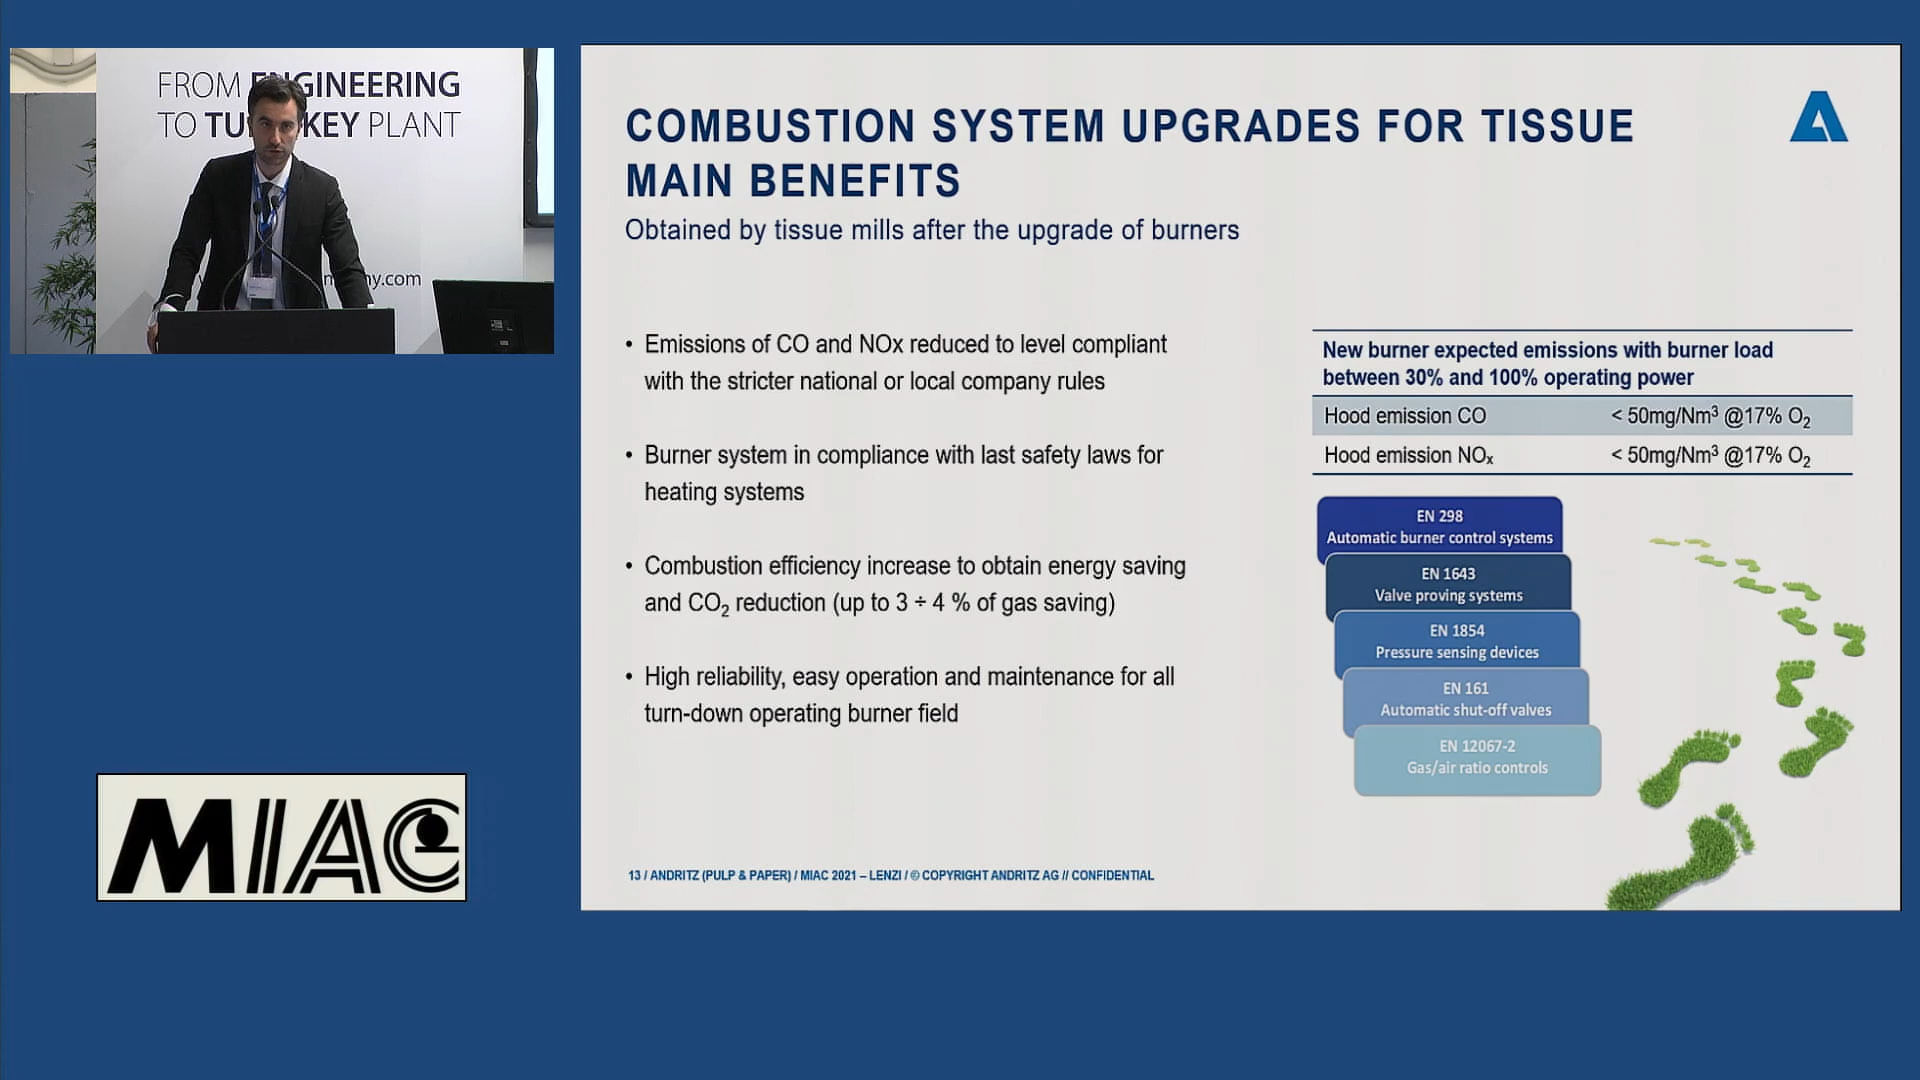 FROM ENGINEERING
TO TU KEY PLANT
ny.com
MIAC
COMBUSTION SYSTEM UPGRADES FOR TISSUE
MAIN BENEFITS
Obtained by tissue mills after the upgrade of burners
• Emissions of CO and NOx reduced to level compliant
with the stricter national or local company rules
• Burner system in compliance with last safety laws for
heating systems
• Combustion efficiency increase to obtain energy saving
and CO₂ reduction (up to 3 ÷ 4 % of gas saving)
• High reliability, easy operation and maintenance for all
turn-down operating burner field
New burner expected emissions with burner load
between 30% and 100% operating power
Hood emission CO < 50mg/Nm³ @17% O₂
Hood emission NOₓ < 50mg/Nm³ @17% O₂
EN 298
Automatic burner control systems
EN 1643
Valve proving systems
EN 1854
Pressure sensing devices
EN 161
Automatic shut-off valves
EN 12067-2
Gas/air ratio controls
13 / ANDRITZ (PULP & PAPER) / MIAC 2021 – LENZI / © COPYRIGHT ANDRITZ AG // CONFIDENTIAL